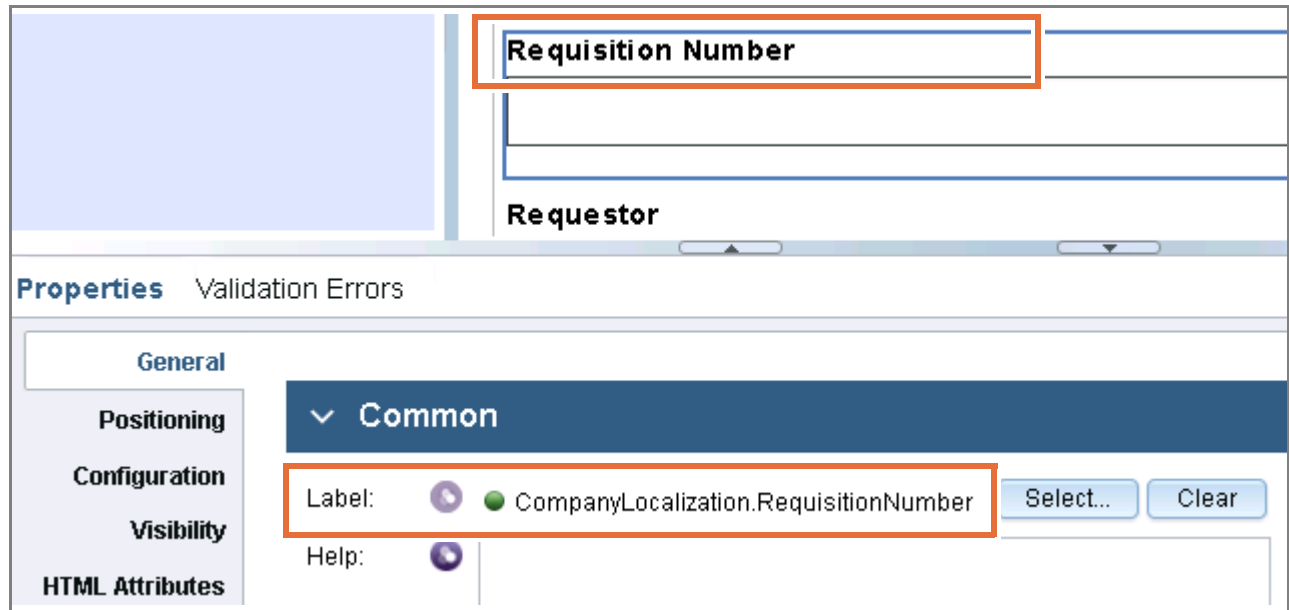 Requisition Number
Requestor
Properties Validation Errors
General
Positioning
Configuration
Visibility
HTML Attributes
Common
Label: CompanyLocalization.RequisitionNumber Select... Clear
Help: